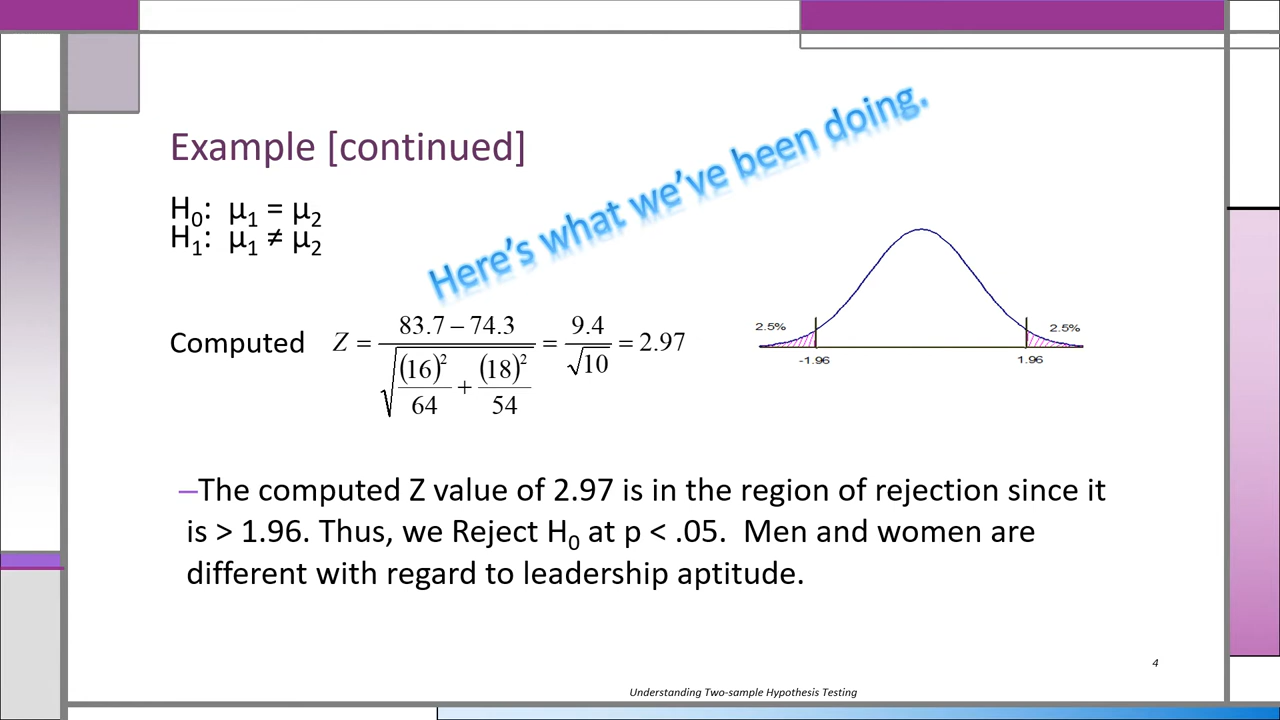 Here's what we've been doing.
Example [continued]
H₀: µ₁ = µ₂
H₁: µ₁ ≠ µ₂
Computed Z = (83.7 – 74.3) / √((16)²/64 + (18)²/54) = 9.4/√10 = 2.97
2.5% 2.5%
-1.96 1.96
–The computed Z value of 2.97 is in the region of rejection since it
is > 1.96. Thus, we Reject H₀ at p < .05. Men and women are
different with regard to leadership aptitude.
4
Understanding Two-sample Hypothesis Testing